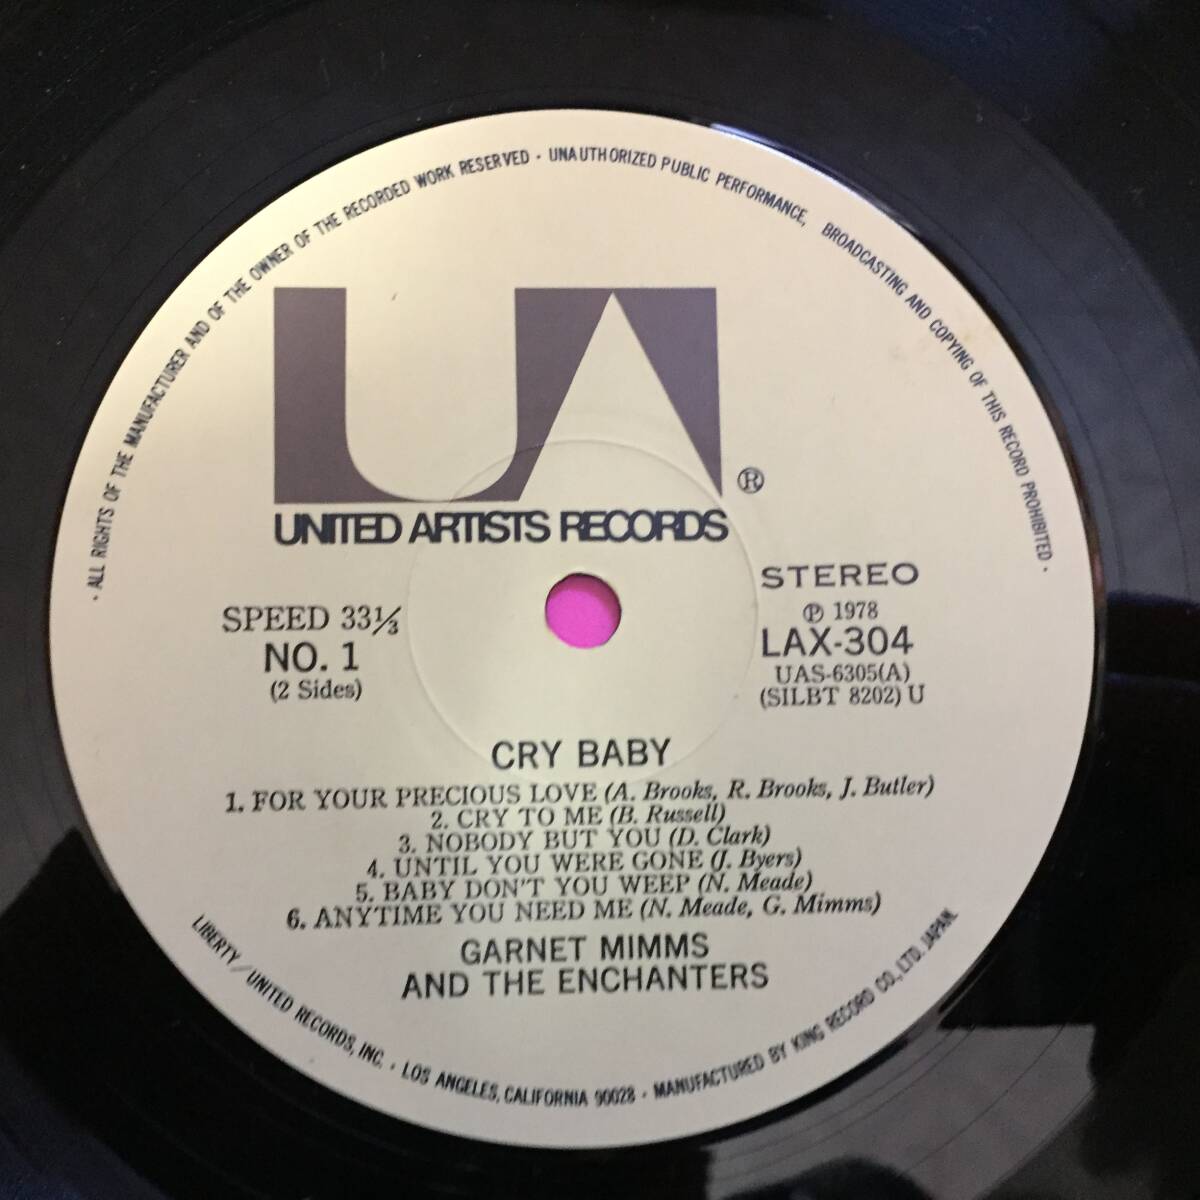 · ALL RIGHTS OF THE MANUFACTURER AND OF THE OWNER OF THE RECORDED WORK RESERVED · UNAUTHORIZED PUBLIC PERFORMANCE, BROADCASTING AND COPYING OF THIS RECORD PROHIBITED ·
UA
®
UNITED ARTISTS RECORDS
SPEED 33⅓
NO. 1
(2 Sides)
STEREO
Ⓟ 1978
LAX-304
UAS-6305(A)
(SILBT 8202) U
CRY BABY
1. FOR YOUR PRECIOUS LOVE (A. Brooks, R. Brooks, J. Butler)
2. CRY TO ME (B. Russell)
3. NOBODY BUT YOU (D. Clark)
4. UNTIL YOU WERE GONE (J. Byers)
5. BABY DON'T YOU WEEP (N. Meade)
6. ANYTIME YOU NEED ME (N. Meade, G. Mimms)
GARNET MIMMS
AND THE ENCHANTERS
LIBERTY / UNITED RECORDS, INC. · LOS ANGELES, CALIFORNIA 90028 · MANUFACTURED BY KING RECORD CO., LTD. JAPAN.